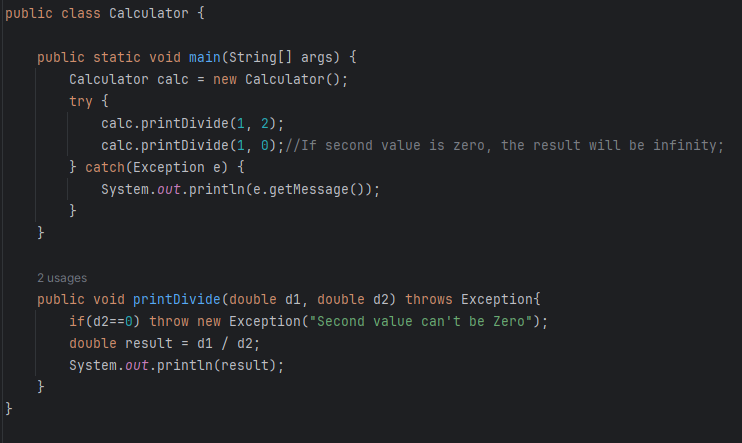 public class Calculator {
public static void main(String[] args) {
Calculator calc = new Calculator();
try {
calc.printDivide(1, 2);
calc.printDivide(1, 0);//If second value is zero, the result will be infinity;
} catch(Exception e) {
System.out.println(e.getMessage());
}
}
2 usages
public void printDivide(double d1, double d2) throws Exception{
if(d2==0) throw new Exception("Second value can't be Zero");
double result = d1 / d2;
System.out.println(result);
}
}